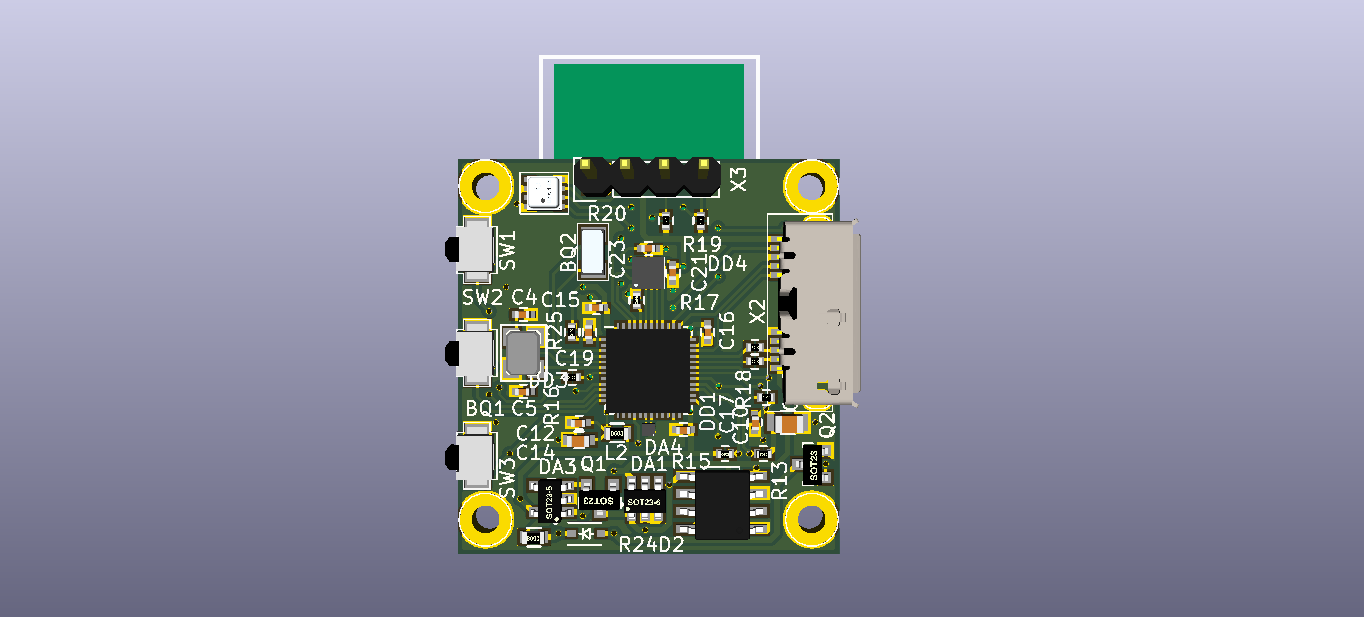 X3
R20
SW1
BQ2
C23
R19
C21
DD4
SW2
C4
C15
R17
X2
R25
C16
C19
DD3
R18
BQ1
C5
R16
DD1
C17
C10
Q2
C12
L2
DA4
C14
DA3
Q1
DA1
R15
R13
SW3
SOT23
SOT23-5
SOT23
SOT23-6
R24
D2